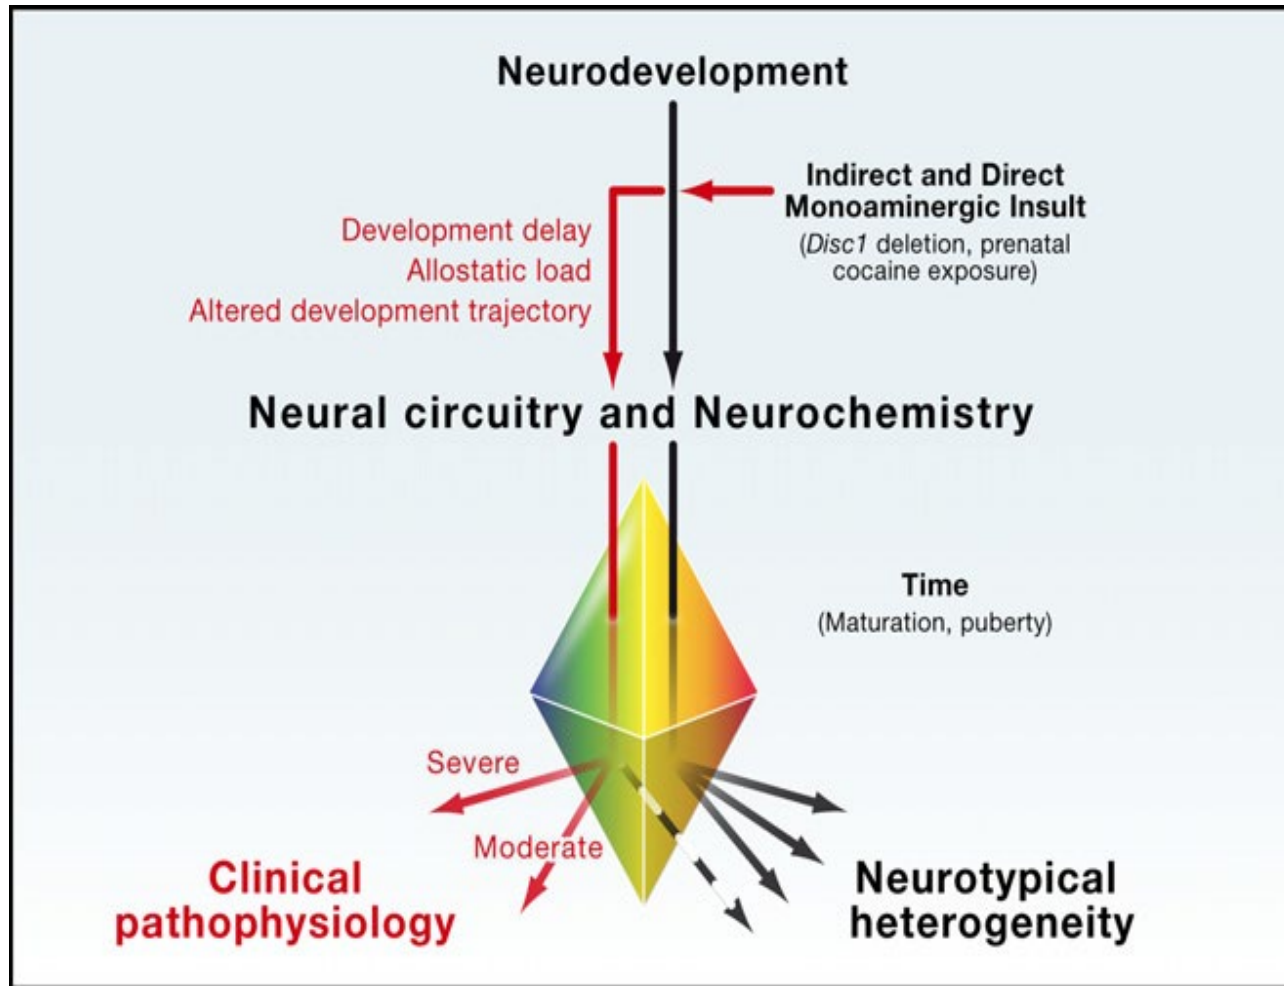 Neurodevelopment
Indirect and Direct
Monoaminergic Insult
(Disc1 deletion, prenatal
cocaine exposure)
Development delay
Allostatic load
Altered development trajectory
Neural circuitry and Neurochemistry
Time
(Maturation, puberty)
Severe
Moderate
Clinical
pathophysiology
Neurotypical
heterogeneity